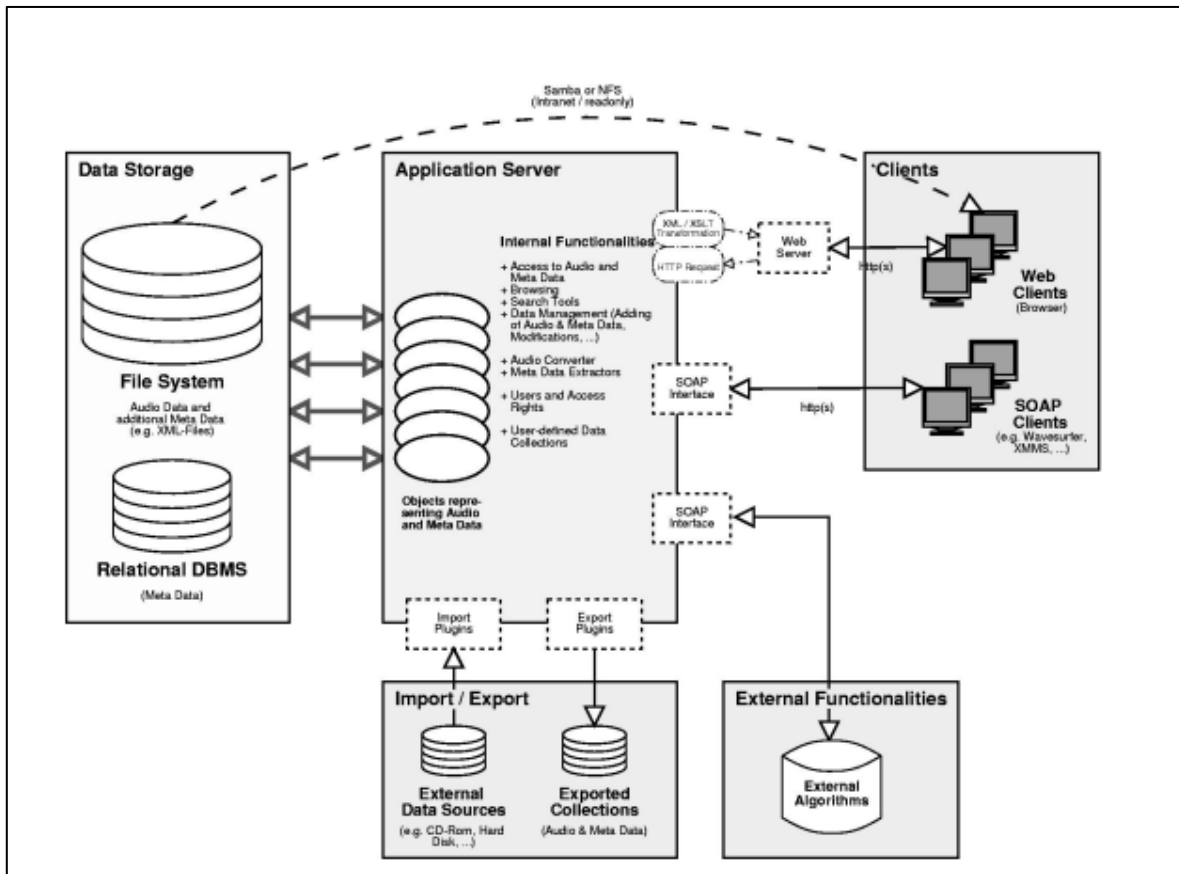 Samba or NFS
(Intranet / readonly)
Data Storage
File System
Audio Data and
additional Meta Data
(e.g. XML-Files)
Relational DBMS
(Meta Data)
Application Server
Internal Functionalities
+ Access to Audio and
Meta Data
+ Browsing
+ Search Tools
+ Data Management (Adding
of Audio & Meta Data,
Modifications, ...)
+ Audio Converter
+ Meta Data Extractors
+ Users and Access
Rights
+ User-defined Data
Collections
Objects repre-
senting Audio
and Meta Data
XML / XSLT
Transformation
HTTP Request
Web
Server
http(s)
SOAP
Interface
http(s)
SOAP
Interface
Clients
Web
Clients
(Browser)
SOAP
Clients
(e.g. Wavesurfer,
XMMS, ...)
Import
Plugins
Export
Plugins
Import / Export
External
Data Sources
(e.g. CD-Rom, Hard
Disk, ...)
Exported
Collections
(Audio & Meta Data)
External Functionalities
External
Algorithms